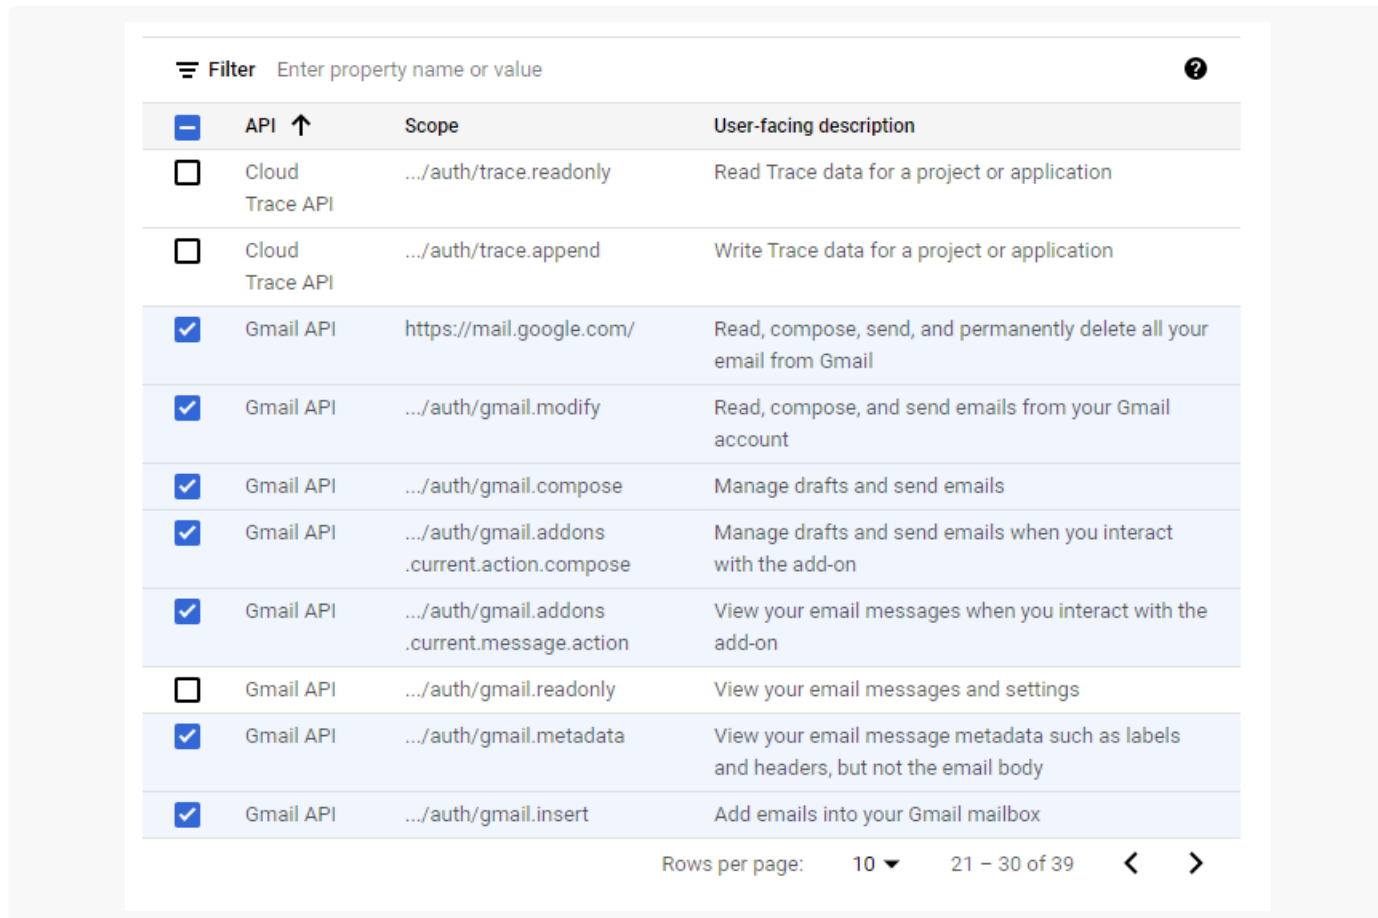 Filter Enter property name or value
API Scope User-facing description
Cloud .../auth/trace.readonly Read Trace data for a project or application
Trace API
Cloud .../auth/trace.append Write Trace data for a project or application
Trace API
Gmail API https://mail.google.com/ Read, compose, send, and permanently delete all your
email from Gmail
Gmail API .../auth/gmail.modify Read, compose, and send emails from your Gmail
account
Gmail API .../auth/gmail.compose Manage drafts and send emails
Gmail API .../auth/gmail.addons Manage drafts and send emails when you interact
.current.action.compose with the add-on
Gmail API .../auth/gmail.addons View your email messages when you interact with the
.current.message.action add-on
Gmail API .../auth/gmail.readonly View your email messages and settings
Gmail API .../auth/gmail.metadata View your email message metadata such as labels
and headers, but not the email body
Gmail API .../auth/gmail.insert Add emails into your Gmail mailbox
Rows per page: 10 21 – 30 of 39